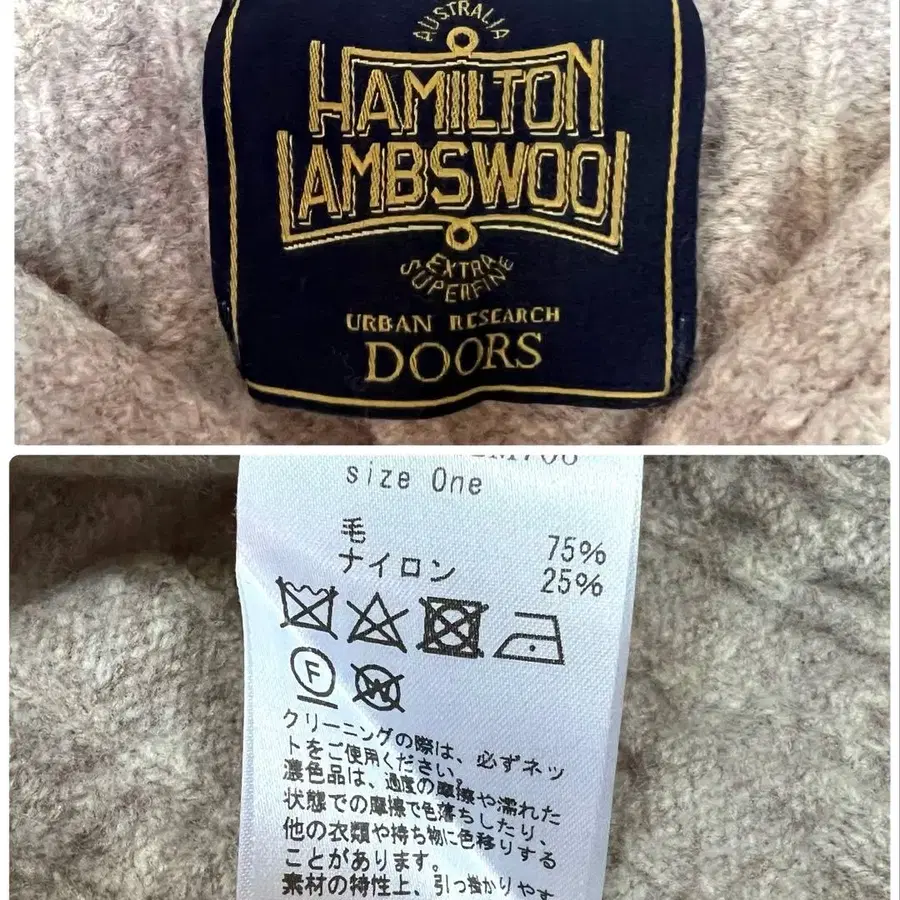 AUSTRALIA
HAMILTON
LAMBSWOOL
EXTRA
SUPERFINE
URBAN RESEARCH
DOORS
size One
毛 75%
ナイロン 25%
F
W
クリーニングの際は、必ずネッ
トをご使用ください。
濃色品は、過度の摩擦や濡れた
状態での摩擦で色落ちしたり、
他の衣類や持ち物に色移りする
ことがあります。
素材の特性上、引っ掛かりやす